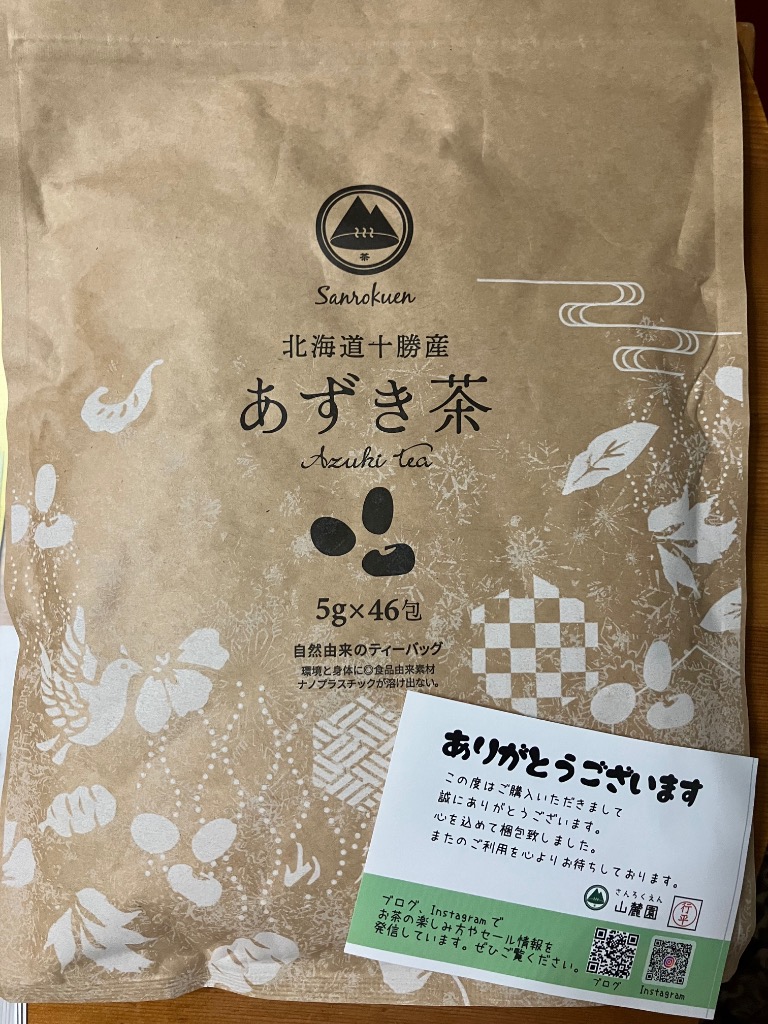 茶
Sanrokuen
北海道十勝産
あずき茶
Azuki tea
5g×46包
自然由来のティーバッグ
環境と身体に◎食品由来素材
ナノプラスチックが溶け出ない。
山
ありがとうございます
この度はご購入いただきまして
誠にありがとうございます。
心を込めて梱包致しました。
またのご利用を心よりお待ちしております。
さんろくえん
山麓園
行平
ブログ、Instagramで
お茶の楽しみ方やセール情報を
発信しています。ぜひご覧ください。
ブログ
Instagram